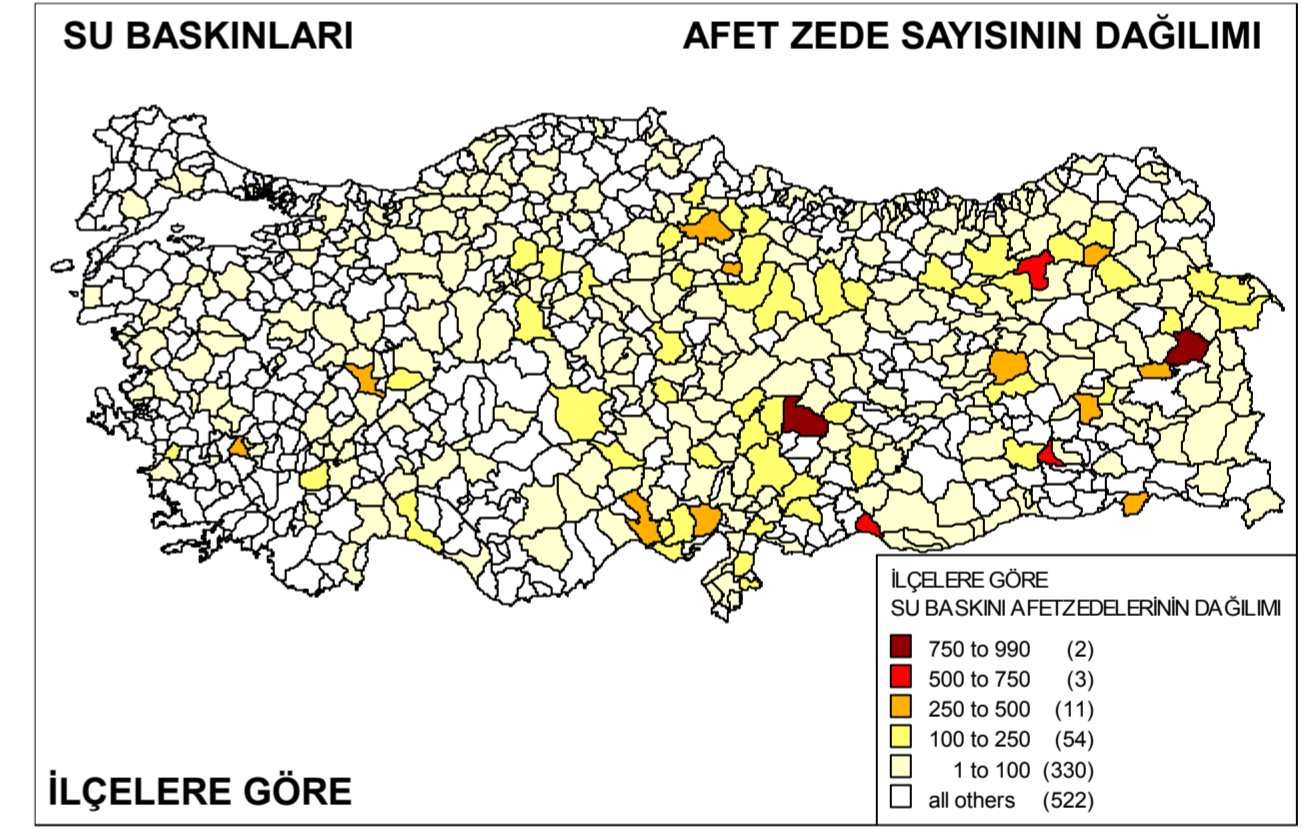 SU BASKINLARI
AFET ZEDE SAYISININ DAĞILIMI
İLÇELERE GÖRE
SU BASKINI AFETZEDELERİNİN DAĞILIMI
750 to 990 (2)
500 to 750 (3)
250 to 500 (11)
100 to 250 (54)
1 to 100 (330)
all others (522)
İLÇELERE GÖRE